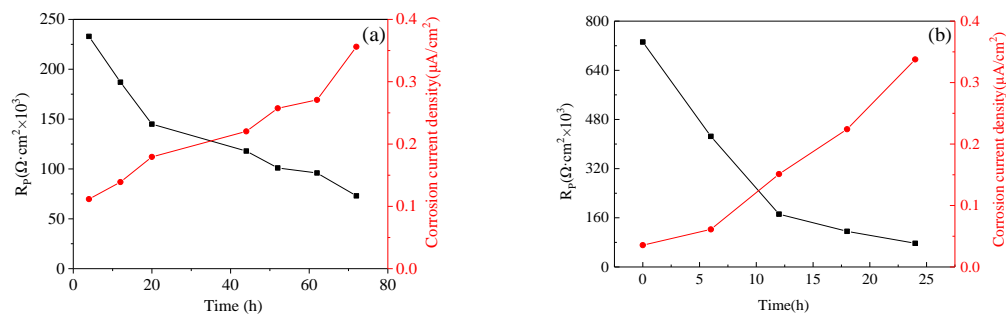 (a)
250
200
150
100
50
0
R_P(Ω·cm²×10³)
0 20 40 60 80
Time (h)
0.4
0.3
0.2
0.1
0.0
Corrosion current density(μA/cm²)
(b)
800
640
480
320
160
0
R_P(Ω·cm²×10³)
0 5 10 15 20 25
Time(h)
0.4
0.3
0.2
0.1
0.0
Corrosion current density(μA/cm²)